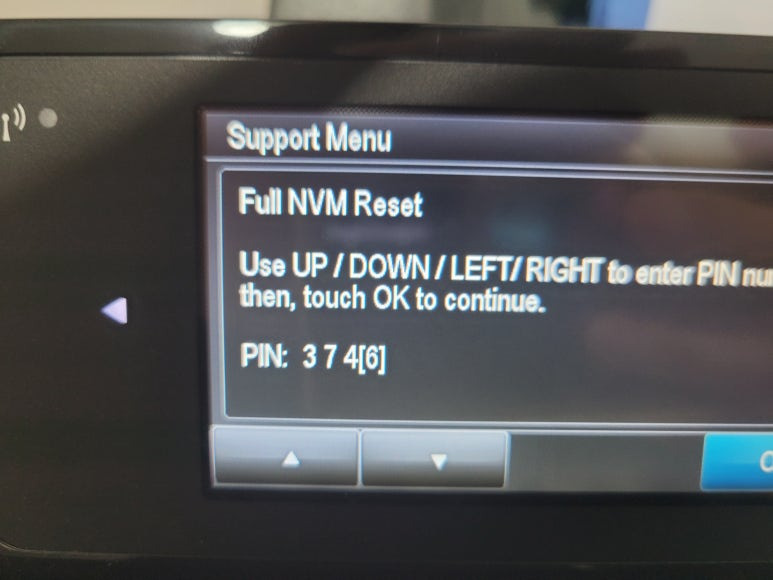 Support Menu
Full NVM Reset
Use UP / DOWN / LEFT/ RIGHT to enter PIN
then, touch OK to continue.
PIN: 3 7 4[6]